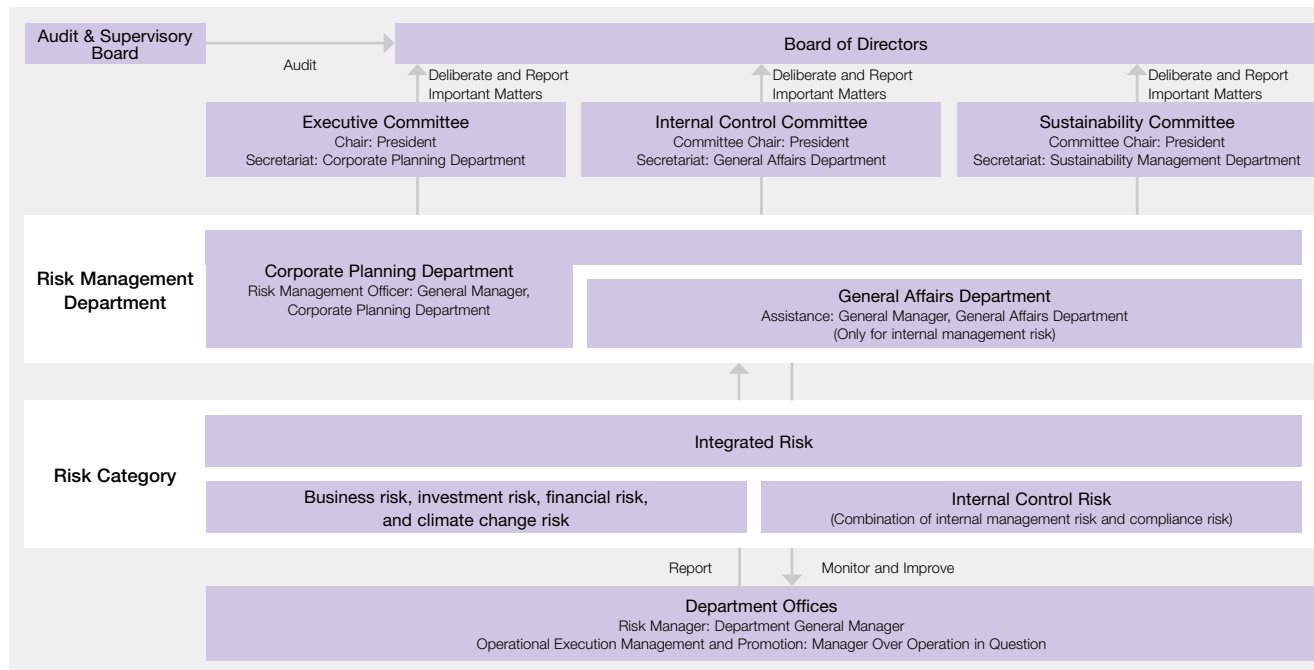 Audit & Supervisory
Board
Audit
Board of Directors
Deliberate and Report
Important Matters
Deliberate and Report
Important Matters
Deliberate and Report
Important Matters
Executive Committee
Chair: President
Secretariat: Corporate Planning Department
Internal Control Committee
Committee Chair: President
Secretariat: General Affairs Department
Sustainability Committee
Committee Chair: President
Secretariat: Sustainability Management Department
Risk Management
Department
Corporate Planning Department
Risk Management Officer: General Manager,
Corporate Planning Department
General Affairs Department
Assistance: General Manager, General Affairs Department
(Only for internal management risk)
Risk Category
Integrated Risk
Business risk, investment risk, financial risk,
and climate change risk
Internal Control Risk
(Combination of internal management risk and compliance risk)
Report
Monitor and Improve
Department Offices
Risk Manager: Department General Manager
Operational Execution Management and Promotion: Manager Over Operation in Question